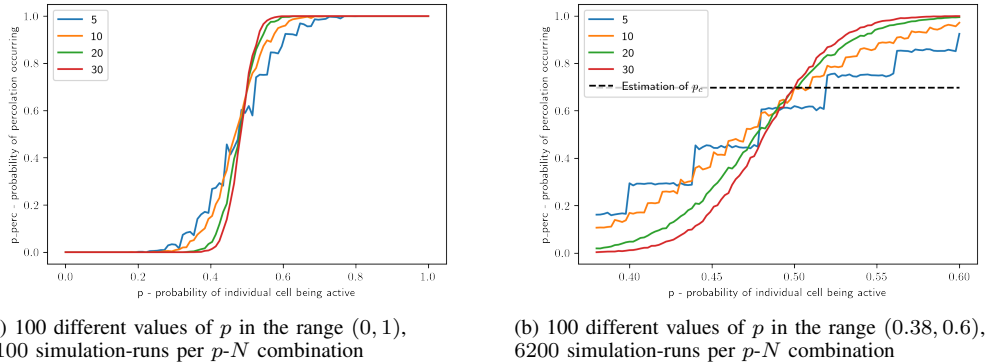 1.0
0.8
0.6
0.4
0.2
0.0
p_perc - probability of percolation occurring
5
10
20
30
0.0 0.2 0.4 0.6 0.8 1.0
p - probability of individual cell being active
1.0
0.8
0.6
0.4
0.2
0.0
p_perc - probability of percolation occurring
5
10
20
30
Estimation of p_c
0.40 0.45 0.50 0.55 0.60
p - probability of individual cell being active
) 100 different values of p in the range (0, 1),
100 simulation-runs per p-N combination
(b) 100 different values of p in the range (0.38, 0.6),
6200 simulation-runs per p-N combination